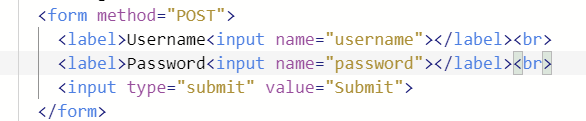 <form method="POST">
<label>Username<input name="username"></label><br>
<label>Password<input name="password"></label><br>
<input type="submit" value="Submit">
</form>